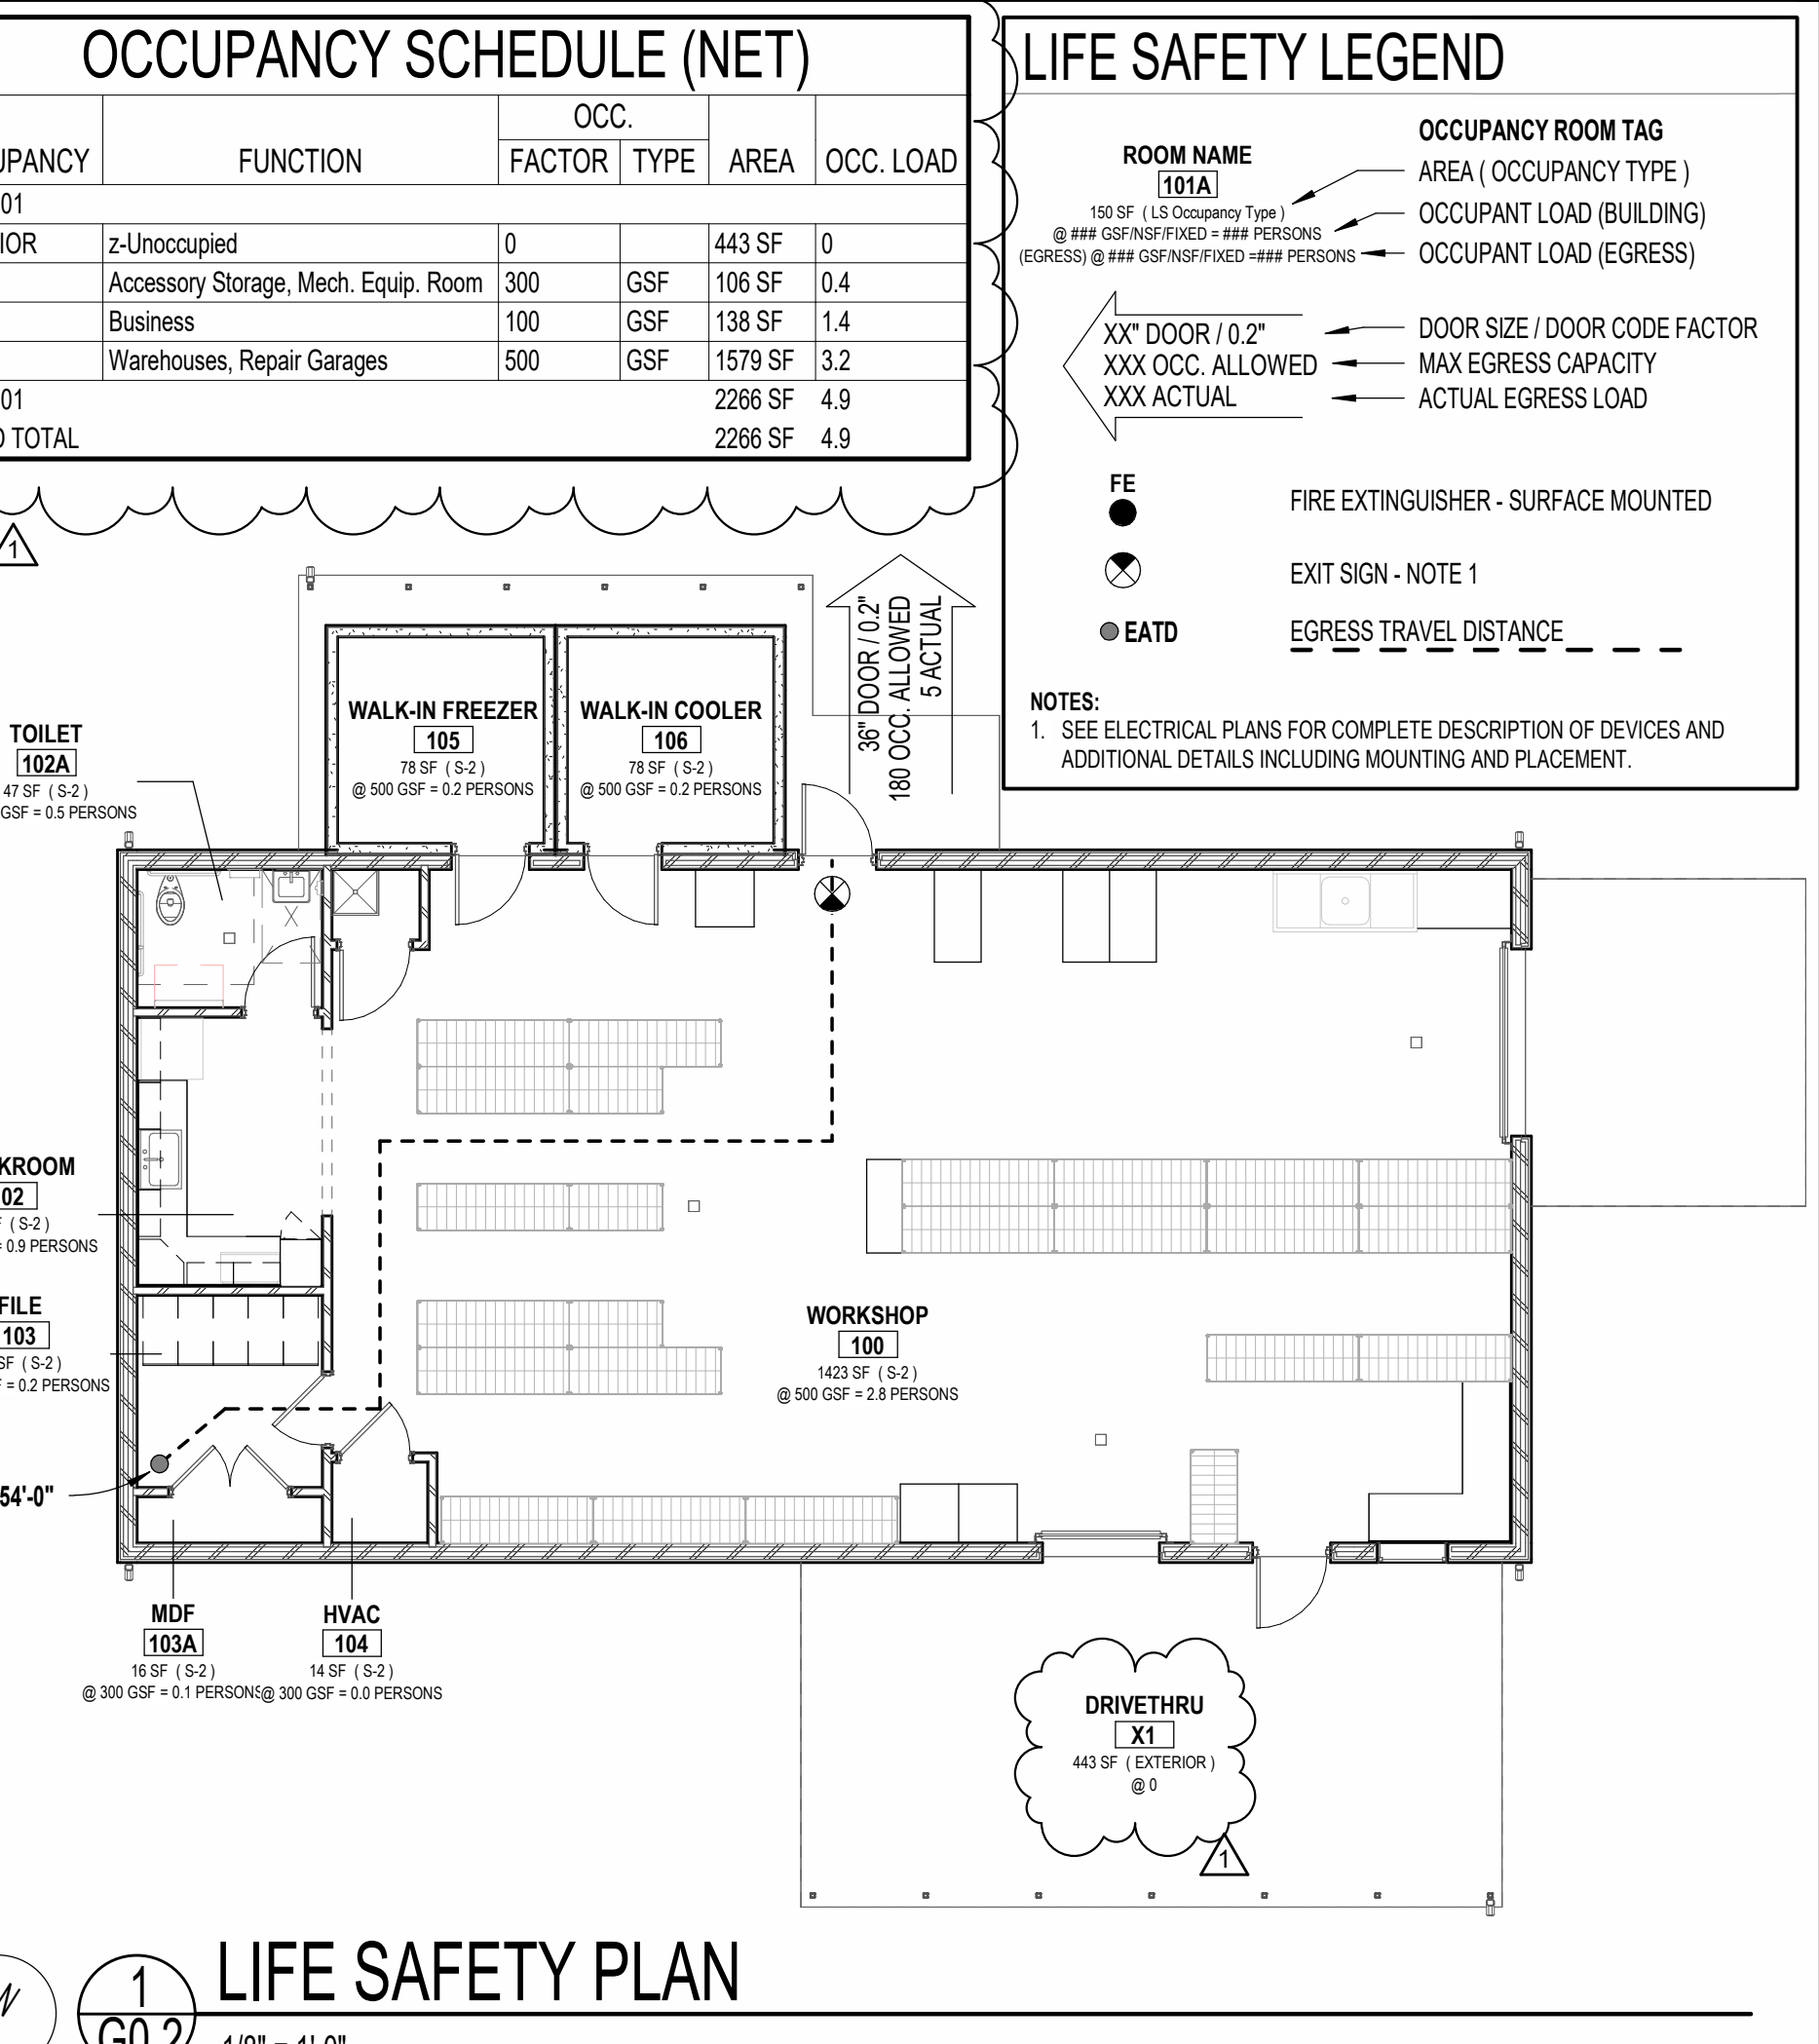 OCCUPANCY SCHEDULE (NET)
OCC.
UPANCY FUNCTION FACTOR TYPE AREA OCC. LOAD
01
IOR z-Unoccupied 0 443 SF 0
Accessory Storage, Mech. Equip. Room 300 GSF 106 SF 0.4
Business 100 GSF 138 SF 1.4
Warehouses, Repair Garages 500 GSF 1579 SF 3.2
01 2266 SF 4.9
TOTAL 2266 SF 4.9
1
LIFE SAFETY LEGEND
OCCUPANCY ROOM TAG
ROOM NAME
101A
150 SF ( LS Occupancy Type )
@ ### GSF/NSF/FIXED = ### PERSONS
(EGRESS) @ ### GSF/NSF/FIXED =### PERSONS
AREA ( OCCUPANCY TYPE )
OCCUPANT LOAD (BUILDING)
OCCUPANT LOAD (EGRESS)
XX" DOOR / 0.2"
XXX OCC. ALLOWED
XXX ACTUAL
DOOR SIZE / DOOR CODE FACTOR
MAX EGRESS CAPACITY
ACTUAL EGRESS LOAD
FE
FIRE EXTINGUISHER - SURFACE MOUNTED
EXIT SIGN - NOTE 1
EATD
EGRESS TRAVEL DISTANCE
NOTES:
1. SEE ELECTRICAL PLANS FOR COMPLETE DESCRIPTION OF DEVICES AND
ADDITIONAL DETAILS INCLUDING MOUNTING AND PLACEMENT.
36" DOOR / 0.2"
180 OCC. ALLOWED
5 ACTUAL
WALK-IN FREEZER
105
78 SF ( S-2 )
@ 500 GSF = 0.2 PERSONS
WALK-IN COOLER
106
78 SF ( S-2 )
@ 500 GSF = 0.2 PERSONS
TOILET
102A
47 SF ( S-2 )
GSF = 0.5 PERSONS
KROOM
02
( S-2 )
= 0.9 PERSONS
FILE
103
SF ( S-2 )
= 0.2 PERSONS
54'-0"
WORKSHOP
100
1423 SF ( S-2 )
@ 500 GSF = 2.8 PERSONS
MDF
103A
16 SF ( S-2 )
@ 300 GSF = 0.1 PERSONS
HVAC
104
14 SF ( S-2 )
@ 300 GSF = 0.0 PERSONS
DRIVETHRU
X1
443 SF ( EXTERIOR )
@ 0
1
1
G0.2
LIFE SAFETY PLAN
1/8" = 1'-0"